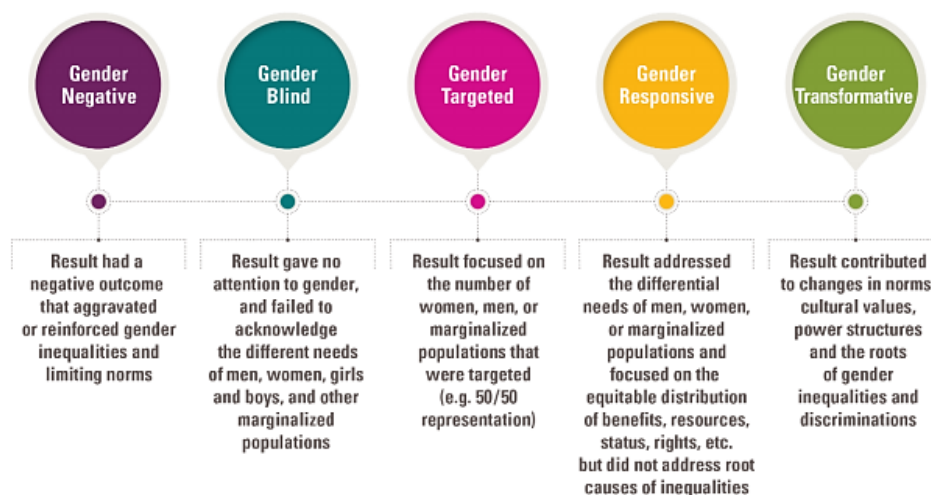 Gender
Negative
Gender
Blind
Gender
Targeted
Gender
Responsive
Gender
Transformative
Result had a
negative outcome
that aggravated
or reinforced gender
inequalities and
limiting norms
Result gave no
attention to gender,
and failed to
acknowledge
the different needs
of men, women, girls
and boys, and other
marginalized
populations
Result focused on
the number of
women, men, or
marginalized
populations that
were targeted
(e.g. 50/50
representation)
Result addressed
the differential
needs of men, women,
or marginalized
populations and
focused on the
equitable distribution
of benefits, resources,
status, rights, etc.
but did not address root
causes of inequalities
Result contributed
to changes in norms,
cultural values,
power structures
and the roots
of gender
inequalities and
discriminations